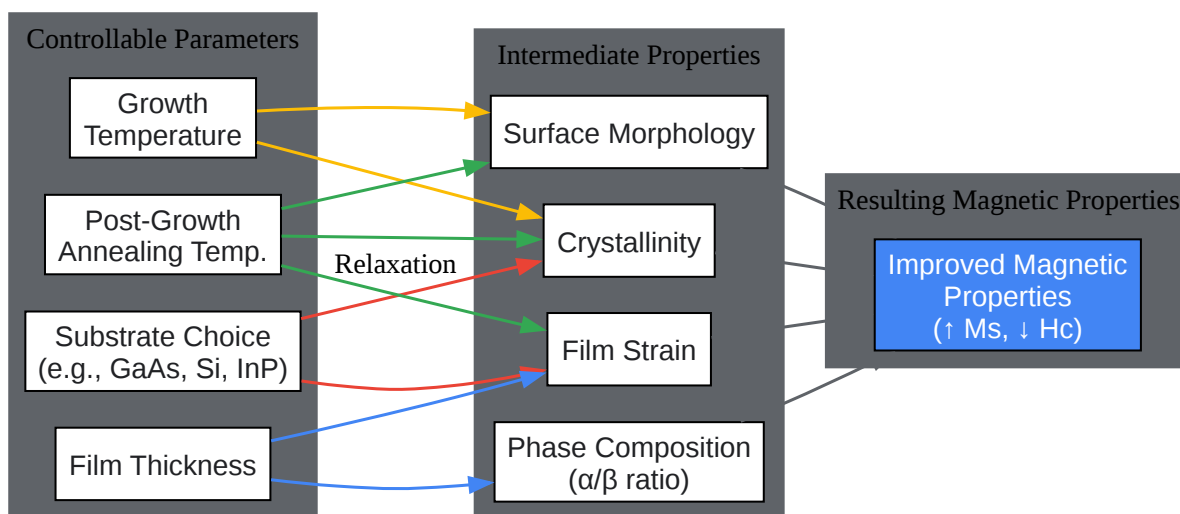 Controllable Parameters
Growth
Temperature
Post-Growth
Annealing Temp.
Substrate Choice
(e.g., GaAs, Si, InP)
Film Thickness
Relaxation
Intermediate Properties
Surface Morphology
Crystallinity
Film Strain
Phase Composition
(α/β ratio)
Resulting Magnetic Properties
Improved Magnetic
Properties
(↑ Ms, ↓ Hc)